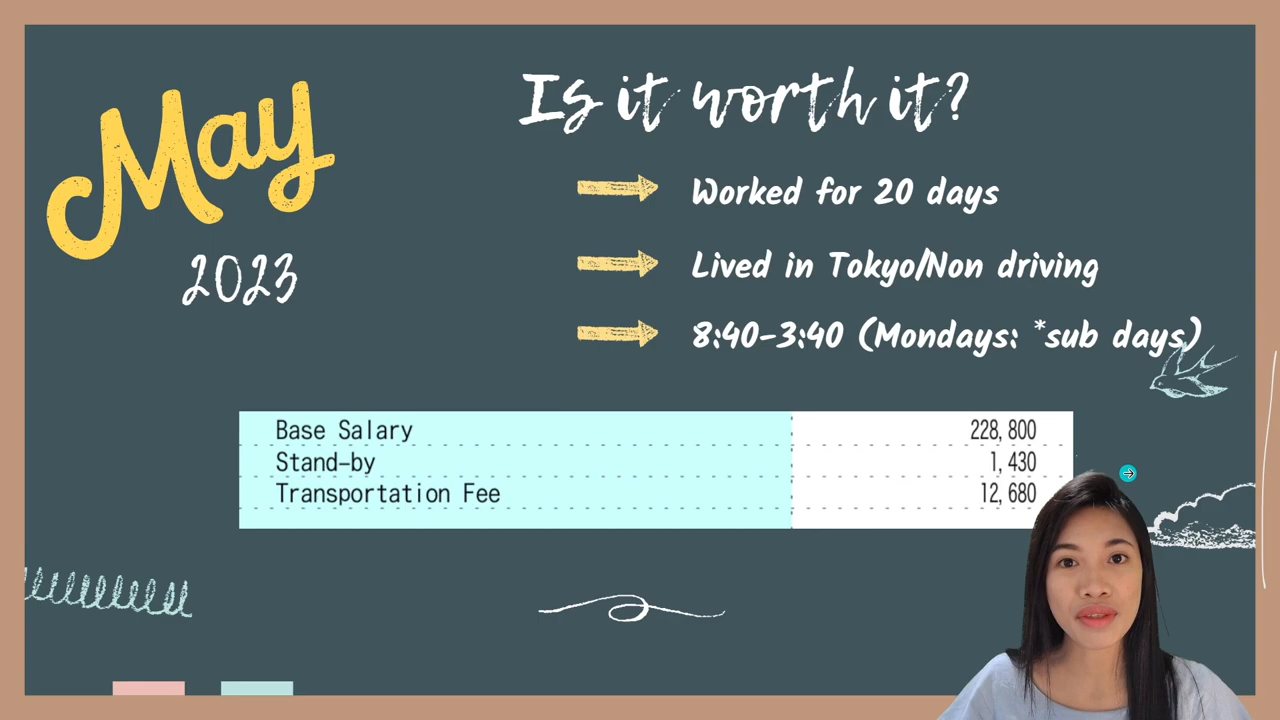 May
2023
Is it worth it?
Worked for 20 days
Lived in Tokyo/Non driving
8:40-3:40 (Mondays: *sub days)
Base Salary 228,800
Stand-by 1,430
Transportation Fee 12,680